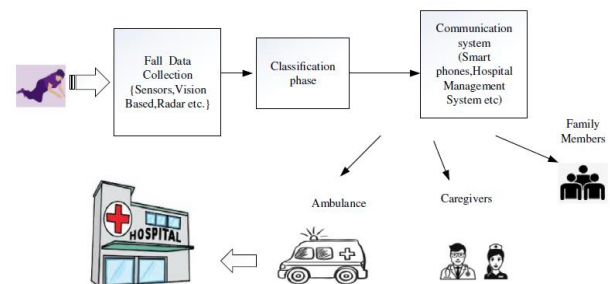 Fall Data
Collection
{Sensors,Vision
Based,Radar etc.}
Classification
phase
Communication
system
(Smart
phones,Hospital
Management
System etc)
Family
Members
Ambulance
Caregivers
HOSPITAL